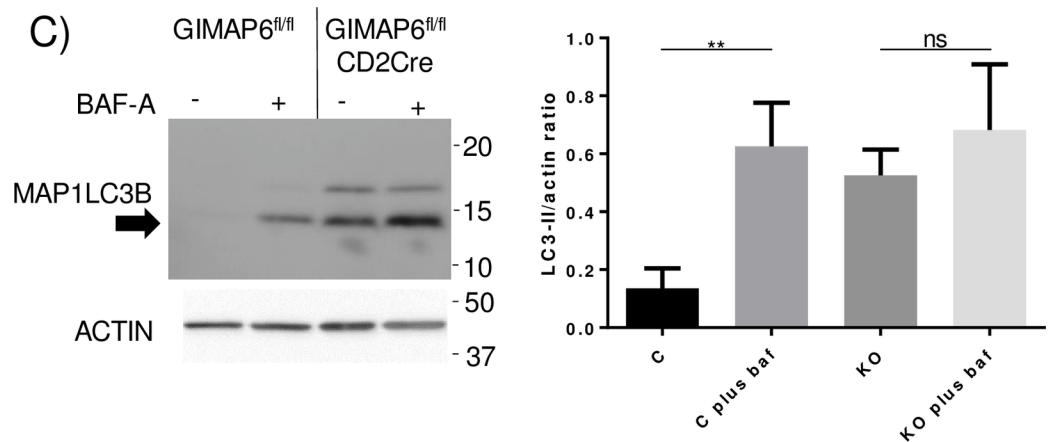 C)
GIMAP6fl/fl
GIMAP6fl/fl
CD2Cre
BAF-A - + - +
-20
MAP1LC3B
-15
-10
-50
ACTIN
-37
LC3-II/actin ratio
1.0
0.8
0.6
0.4
0.2
0.0
** ns
C
C plus baf
KO
KO plus baf